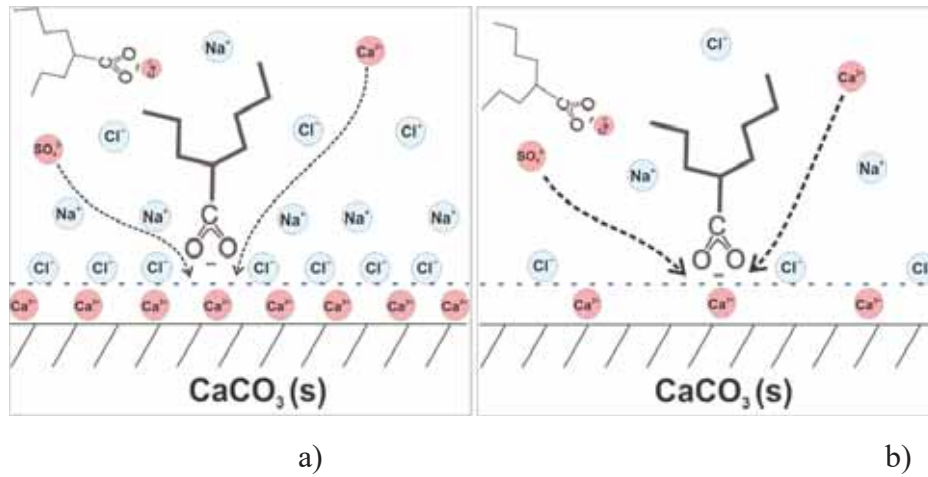 Na⁺
Ca²⁺
C
O
O
Cl⁻ Cl⁻ Cl⁻
SO₄²⁻
Na⁺ Na⁺ Na⁺ Na⁺ Na⁺
C
O O
–
Cl⁻ Cl⁻ Cl⁻ Cl⁻ Cl⁻ Cl⁻ Cl⁻
Ca²⁺ Ca²⁺ Ca²⁺ Ca²⁺ Ca²⁺ Ca²⁺ Ca²⁺ Ca²⁺
CaCO₃ (s)
a)
Cl⁻
Ca²⁺
C
O
O
SO₄²⁻
Na⁺ Na⁺
C
O O
–
Cl⁻ Cl⁻ Cl
Ca²⁺ Ca²⁺ Ca²⁺
CaCO₃ (s)
b)